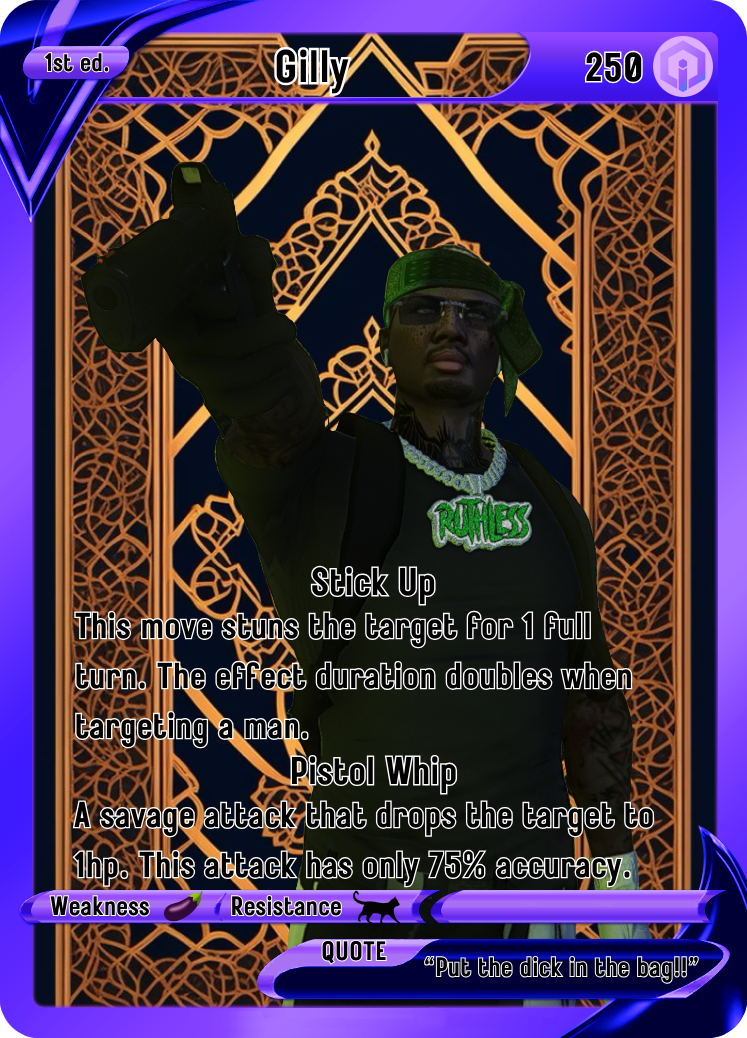 1st ed.
Gilly
250
RUTHLESS
Stick Up
This move stuns the target for 1 full
turn. The effect duration doubles when
targeting a man.
Pistol Whip
A savage attack that drops the target to
1hp. This attack has only 75% accuracy.
Weakness
Resistance
QUOTE
“Put the dick in the bag!!”